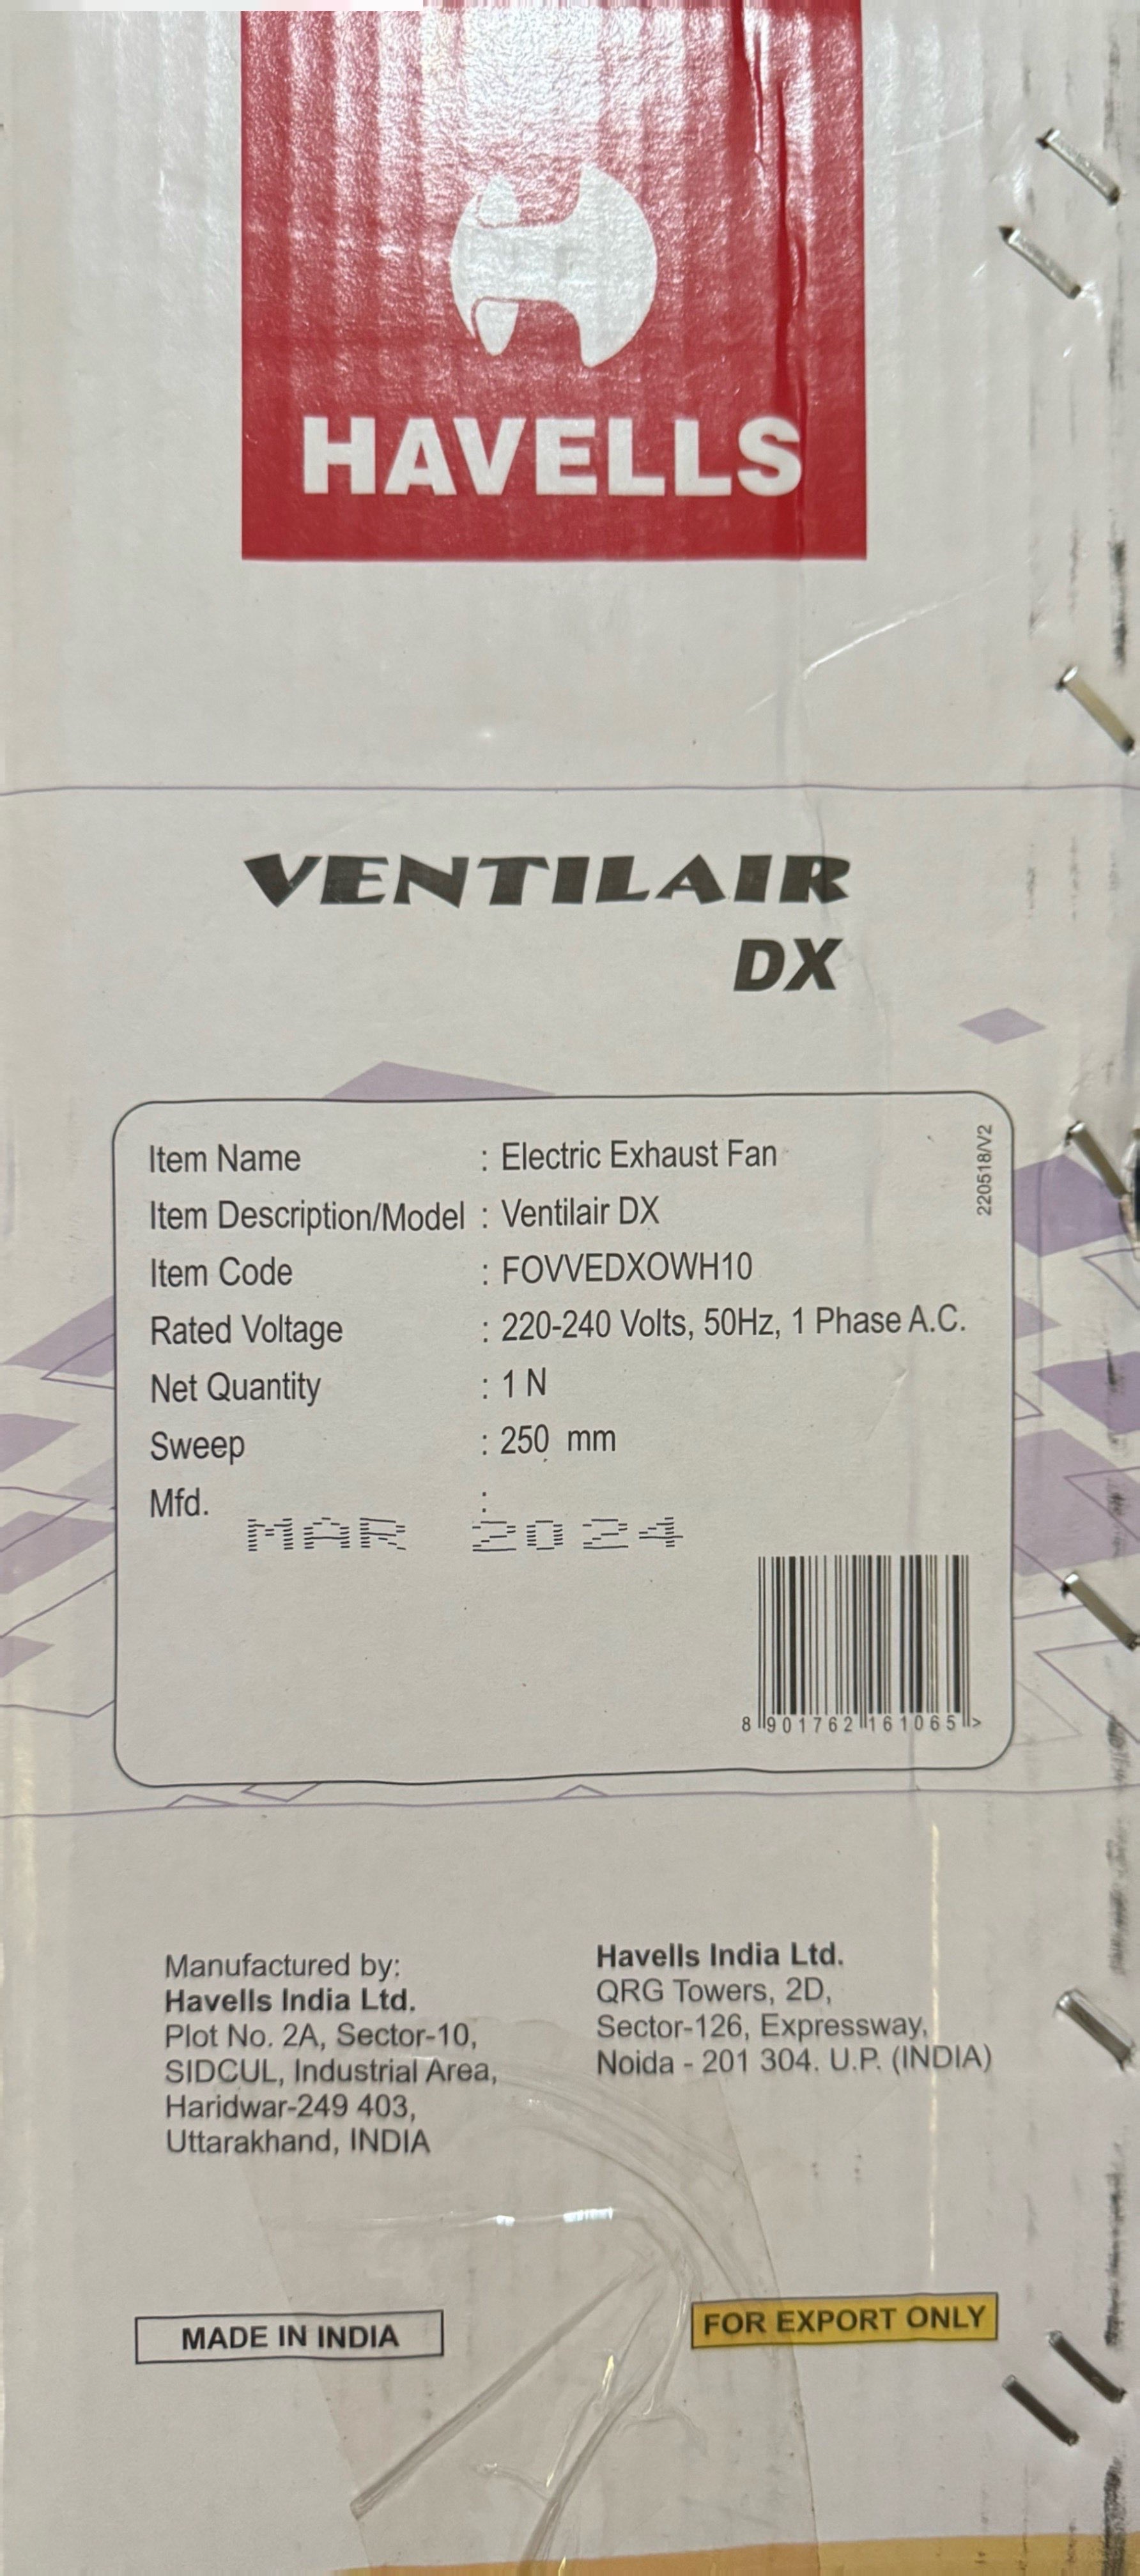 HAVELLS
VENTILAIR
DX
220518/V2
Item Name : Electric Exhaust Fan
Item Description/Model : Ventilair DX
Item Code : FOVVEDXOWH10
Rated Voltage : 220-240 Volts, 50Hz, 1 Phase A.C.
Net Quantity : 1 N
Sweep : 250 mm
Mfd. :
MAR 2024
8 901762 161065 >
Manufactured by:
Havells India Ltd.
Plot No. 2A, Sector-10,
SIDCUL, Industrial Area,
Haridwar-249 403,
Uttarakhand, INDIA
Havells India Ltd.
QRG Towers, 2D,
Sector-126, Expressway,
Noida - 201 304. U.P. (INDIA)
MADE IN INDIA
FOR EXPORT ONLY